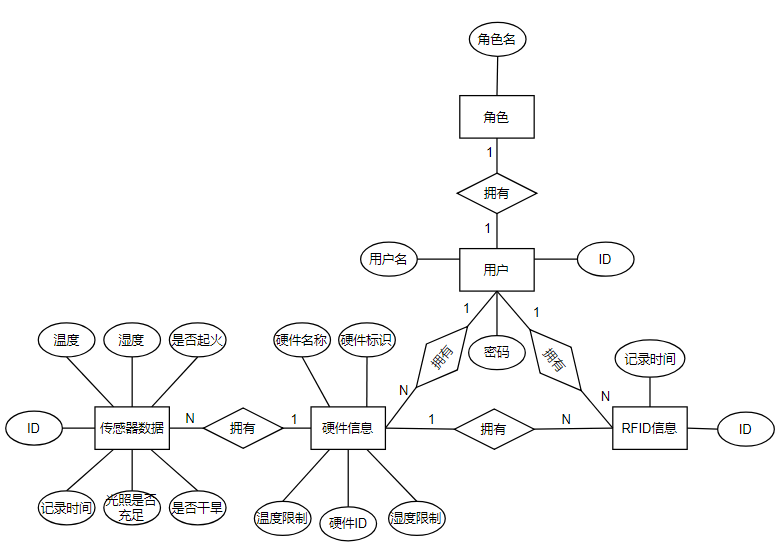 角色名
角色
1
拥有
1
用户名
用户
ID
1
1
温度
湿度
是否起火
硬件名称
硬件标识
拥有
密码
拥有
记录时间
N
N
ID
传感器数据
N
拥有
1
硬件信息
1
拥有
N
RFID信息
ID
记录时间
光照是否
充足
是否干旱
温度限制
硬件ID
湿度限制